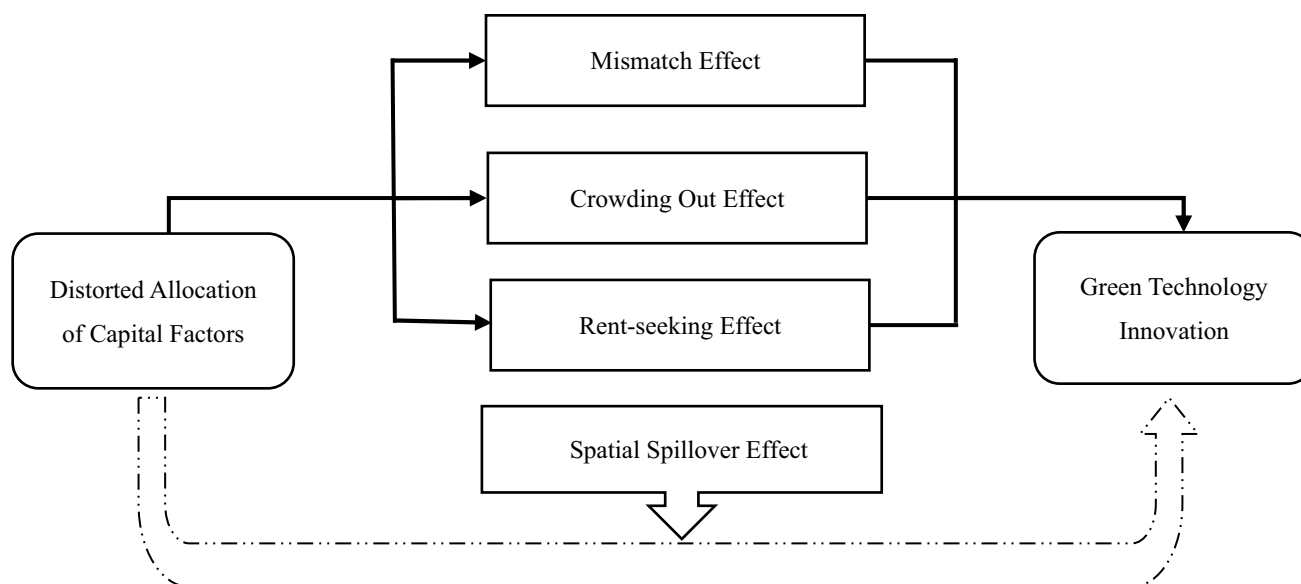 Mismatch Effect
Crowding Out Effect
Distorted Allocation
of Capital Factors
Rent-seeking Effect
Green Technology
Innovation
Spatial Spillover Effect